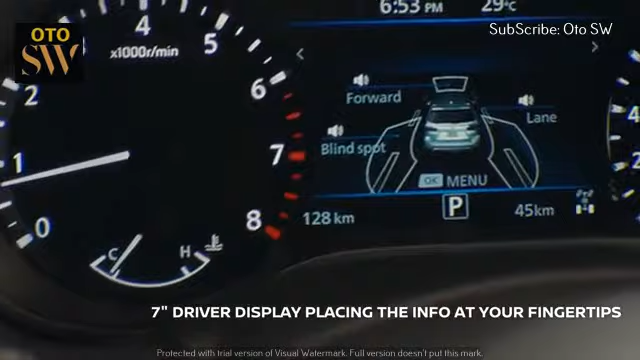 6:53 PM 29°C
SubScribe: Oto SW
OTO
SW
x1000r/min
0
1
2
4
5
6
7
8
C H
Forward
Lane
Blind spot
OK MENU
128 km P 45km
4
2
7" DRIVER DISPLAY PLACING THE INFO AT YOUR FINGERTIPS
Protected with trial version of Visual Watermark. Full version doesn't put this mark.